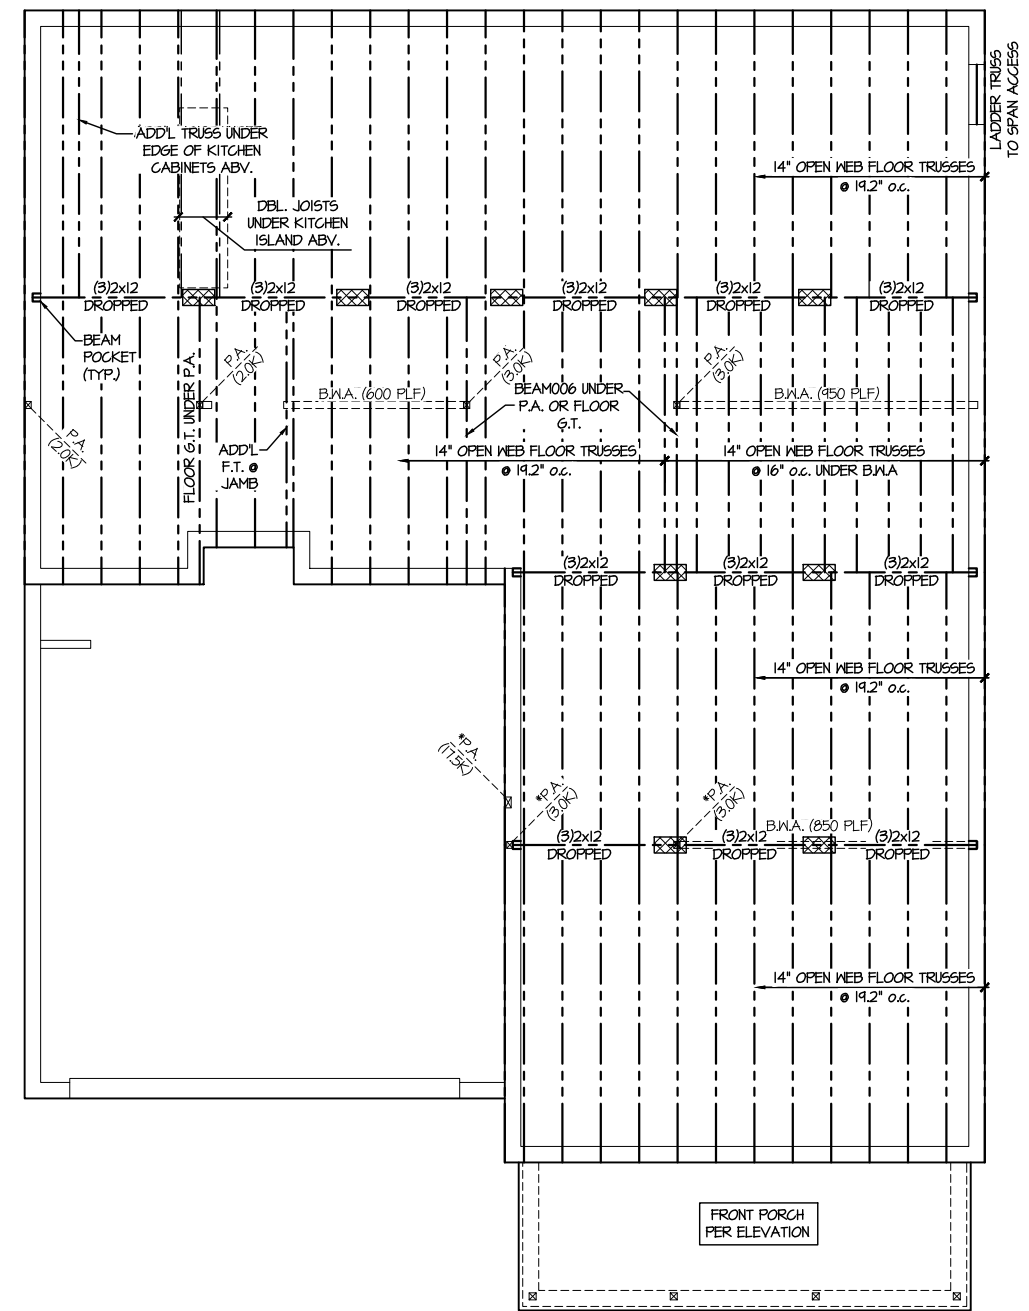 LADDER TRUSS
TO SPAN ACCESS
ADD'L TRUSS UNDER
EDGE OF KITCHEN
CABINETS ABV.
14" OPEN WEB FLOOR TRUSSES
@ 19.2" o.c.
DBL. JOISTS
UNDER KITCHEN
ISLAND ABV.
(3)2x12
DROPPED
(3)2x12
DROPPED
(3)2x12
DROPPED
(3)2x12
DROPPED
(3)2x12
DROPPED
(3)2x12
DROPPED
BEAM
POCKET
(TYP.)
P.A.
(2.0K)
P.A.
(3.0K)
P.A.
(3.0K)
FLOOR G.T. UNDER P.A.
B.W.A. (600 PLF)
BEAM006 UNDER
P.A. OR FLOOR
G.T.
B.W.A. (950 PLF)
P.A.
(2.0K)
ADD'L
F.T. @
JAMB
14" OPEN WEB FLOOR TRUSSES
@ 19.2" o.c.
14" OPEN WEB FLOOR TRUSSES
@ 16" o.c. UNDER B.W.A
(3)2x12
DROPPED
(3)2x12
DROPPED
(3)2x12
DROPPED
14" OPEN WEB FLOOR TRUSSES
@ 19.2" o.c.
*P.A.
(17.5K)
*P.A.
(3.0K)
*P.A.
(3.0K)
B.W.A. (850 PLF)
(3)2x12
DROPPED
(3)2x12
DROPPED
(3)2x12
DROPPED
14" OPEN WEB FLOOR TRUSSES
@ 19.2" o.c.
FRONT PORCH
PER ELEVATION